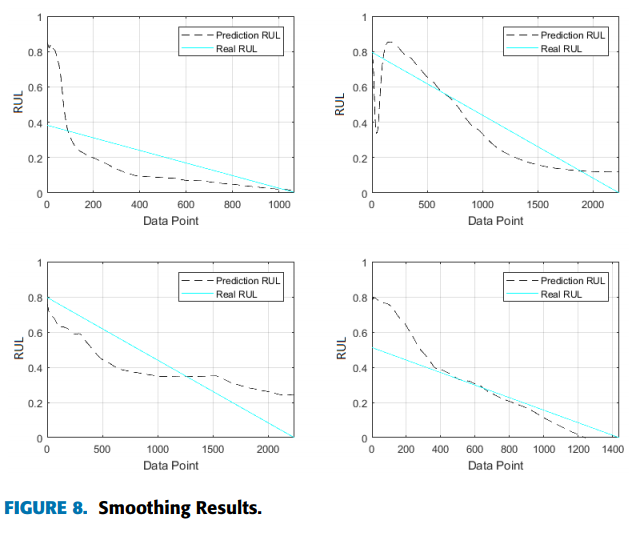 1
0.8
0.6
0.4
0.2
0
RUL
Prediction RUL
Real RUL
0 200 400 600 800 1000
Data Point
1
0.8
0.6
0.4
0.2
0
RUL
Prediction RUL
Real RUL
0 500 1000 1500 2000
Data Point
1
0.8
0.6
0.4
0.2
0
RUL
Prediction RUL
Real RUL
0 500 1000 1500 2000
Data Point
1
0.8
0.6
0.4
0.2
0
RUL
Prediction RUL
Real RUL
0 200 400 600 800 1000 1200 1400
Data Point
FIGURE 8. Smoothing Results.